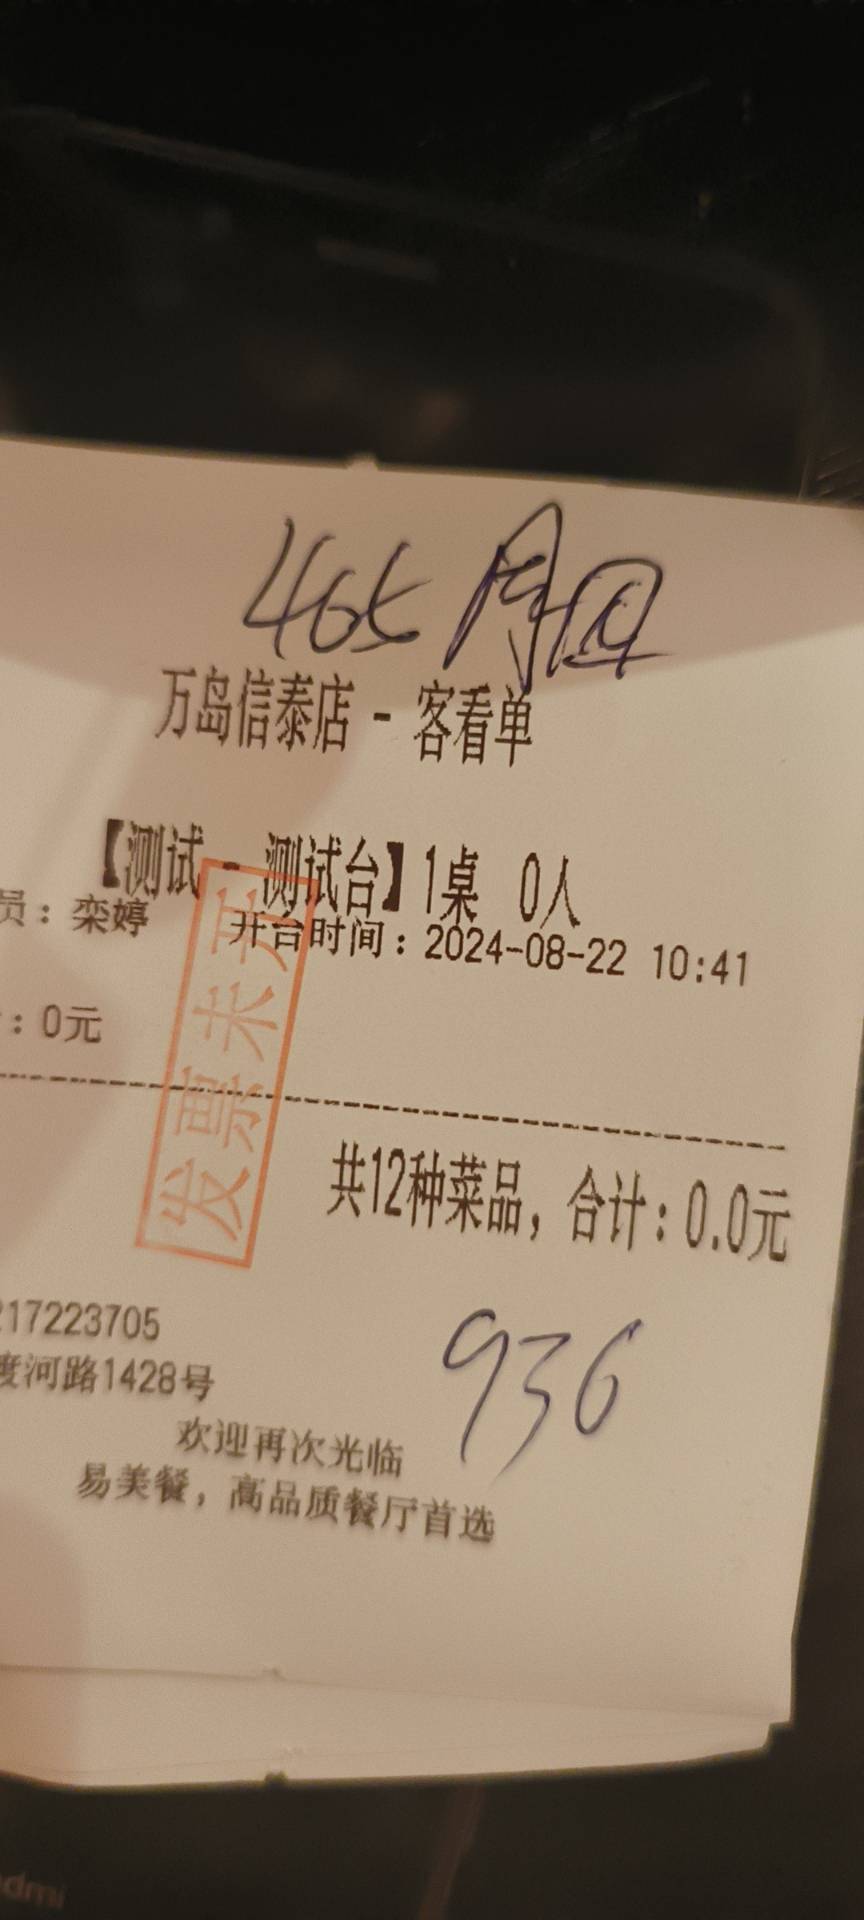 465
万岛信泰店 - 客看单
【测试 - 测试台】1桌 0人
员：栾婷 开台时间：2024-08-22 10:41
：0元
发票未开
共12种菜品，合计：0.0元
217223705
渡河路1428号
936
欢迎再次光临
易美餐，高品质餐厅首选